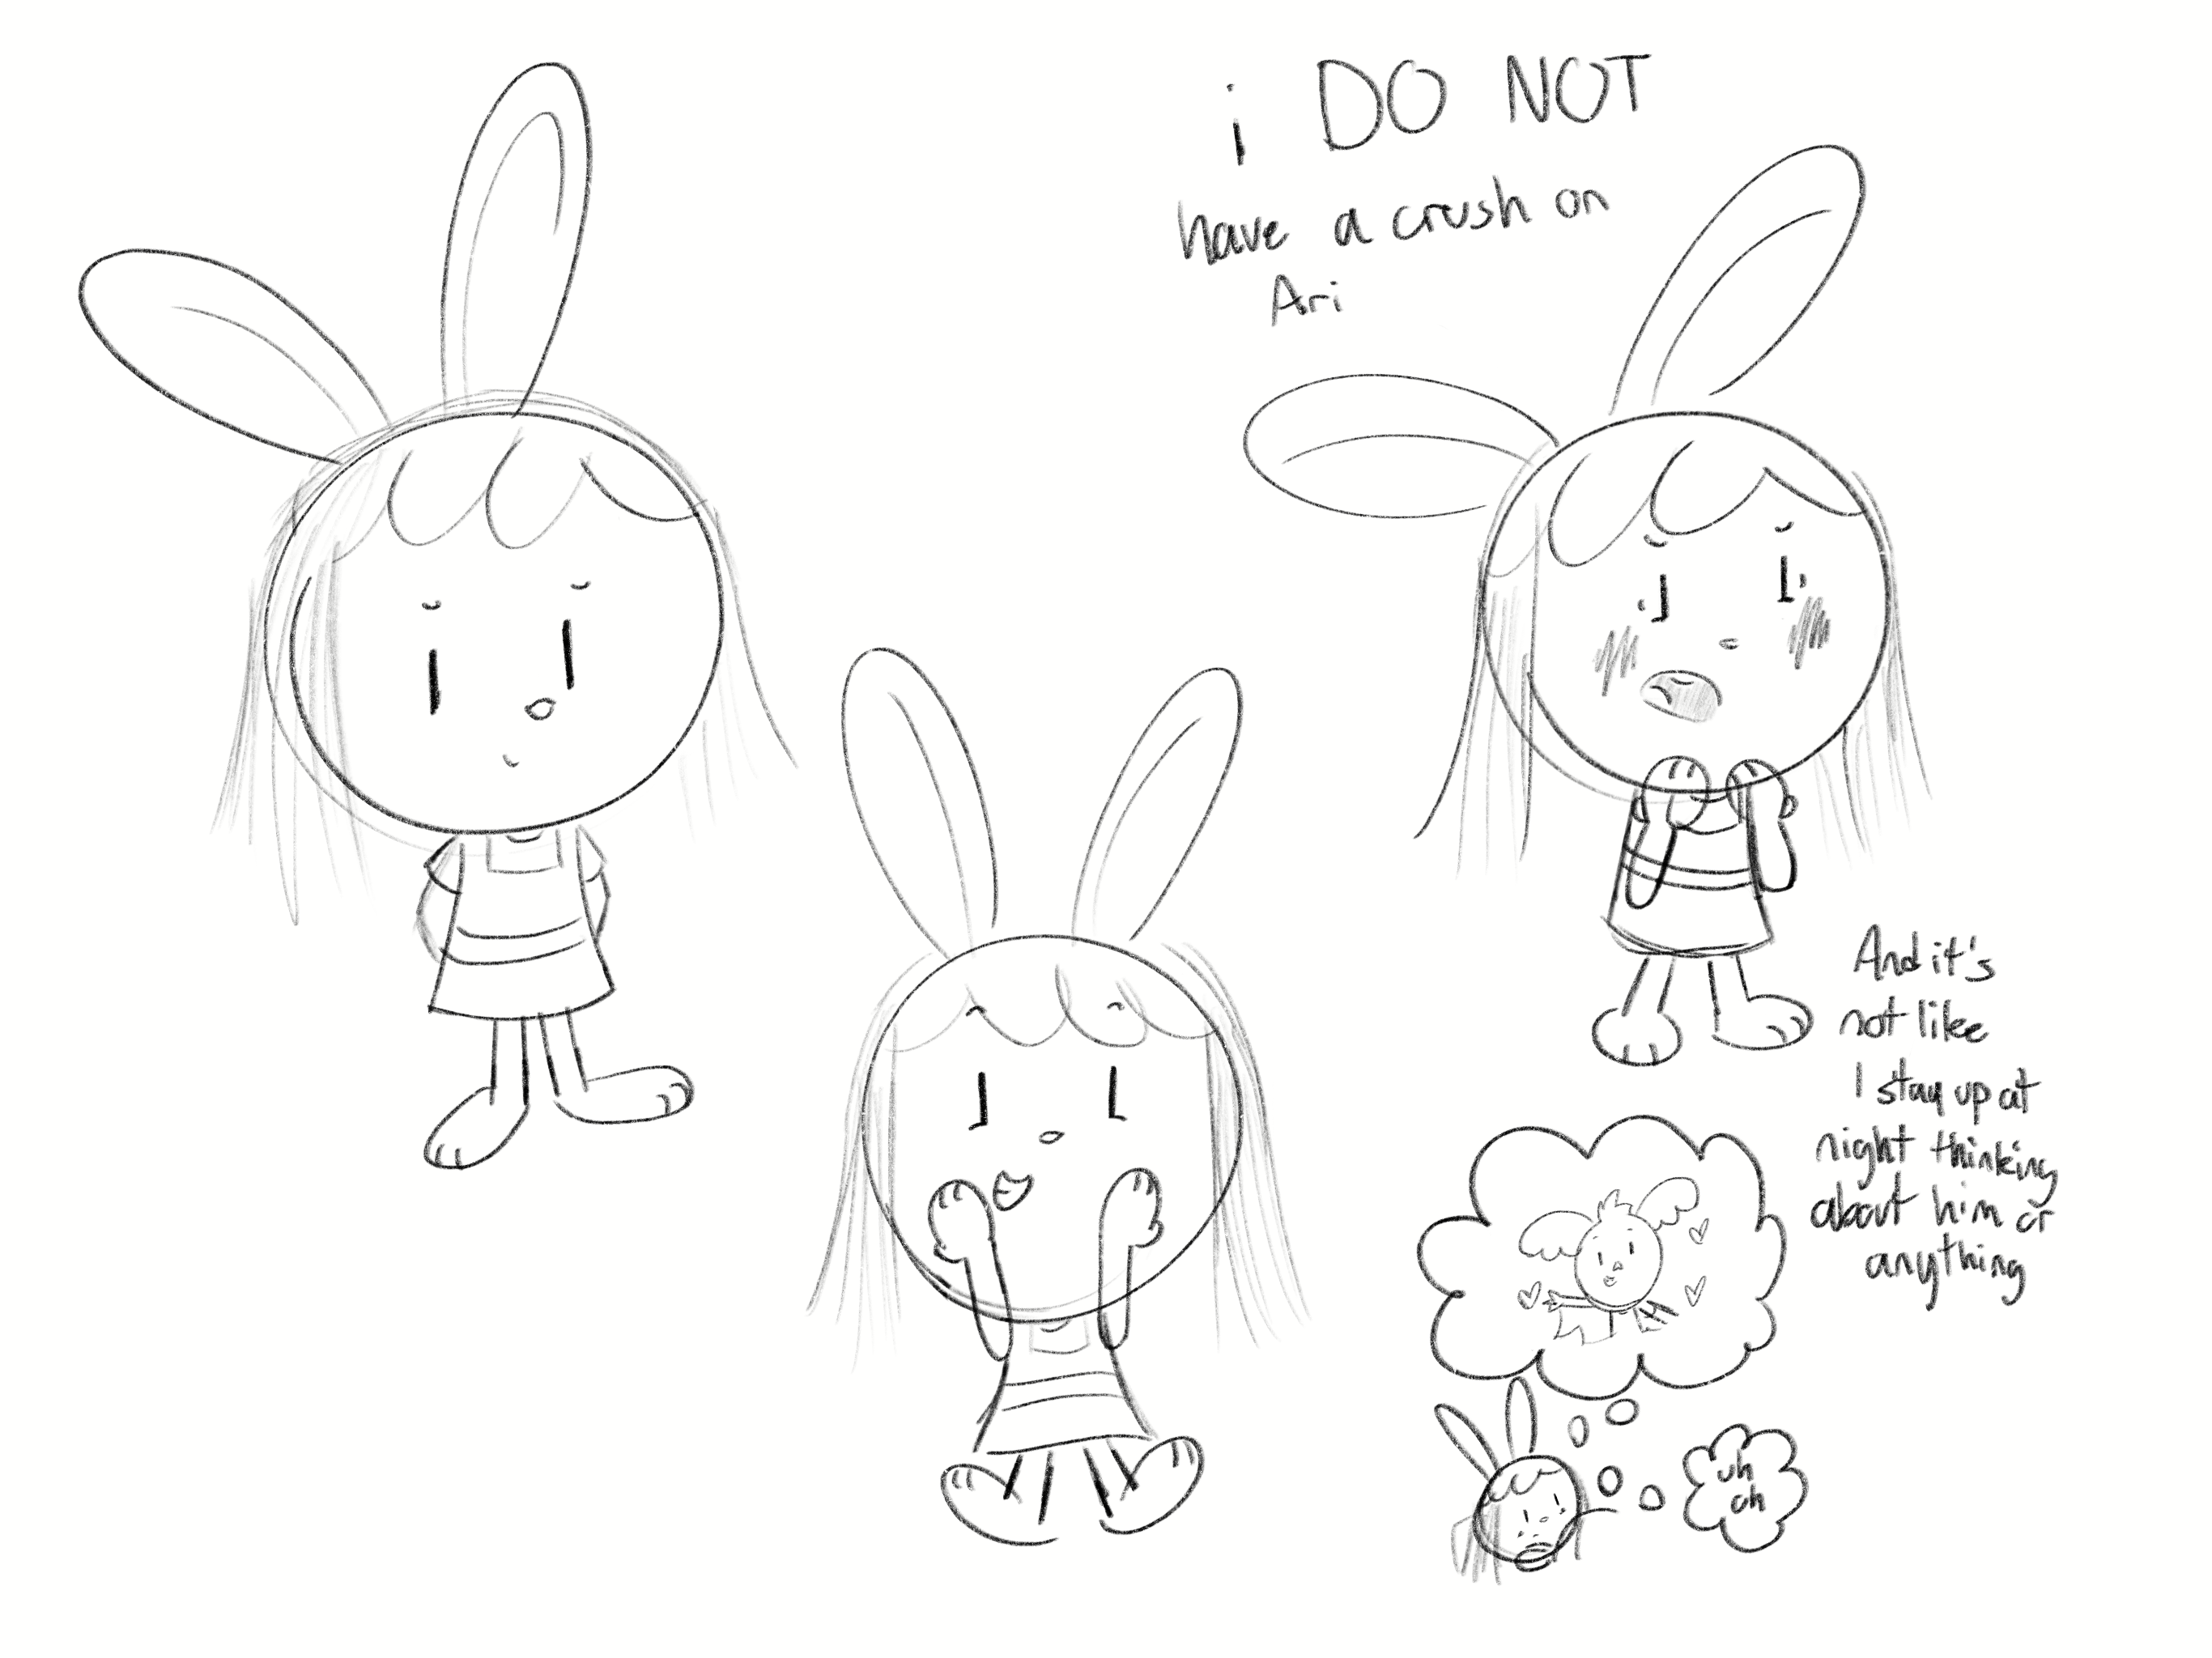 i DO NOT
have a crush on
Ari
And it's
not like
I stay up at
night thinking
about him or
anything
uh
oh